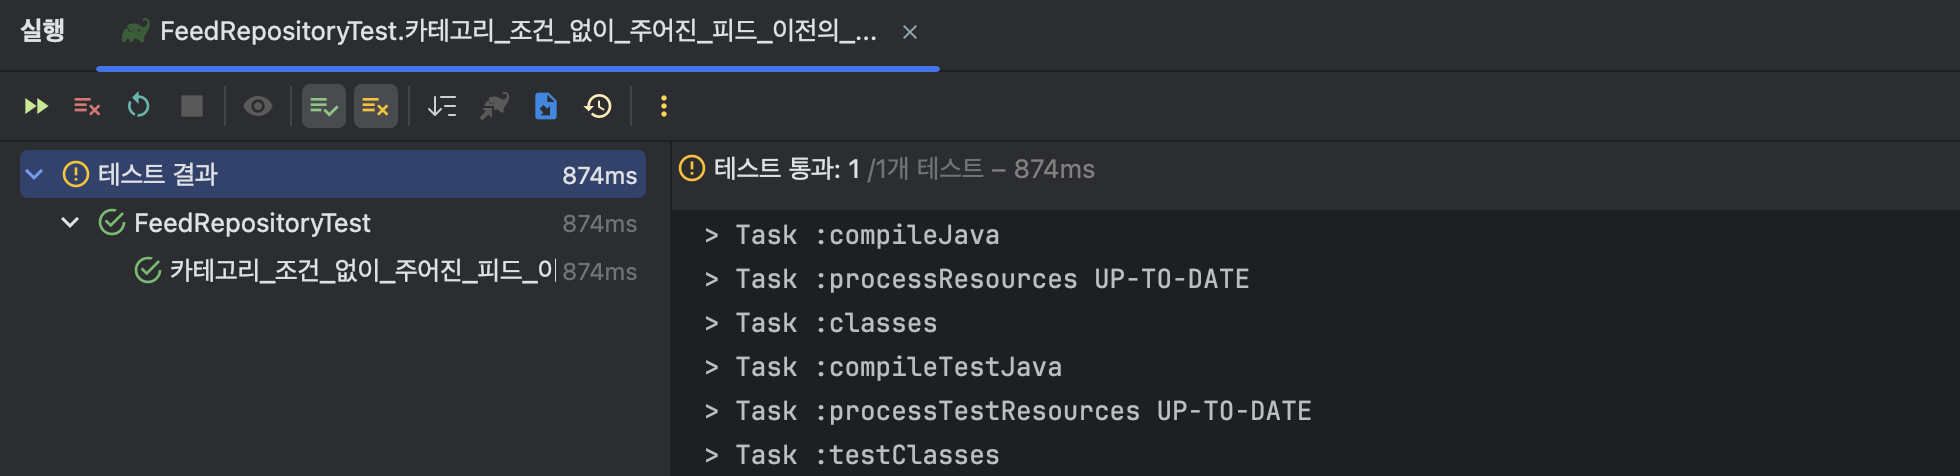 실행
FeedRepositoryTest.카테고리_조건_없이_주어진_피드_이전의_...
테스트 결과 874ms
FeedRepositoryTest 874ms
카테고리_조건_없이_주어진_피드_이 874ms
테스트 통과: 1 /1개 테스트 – 874ms
> Task :compileJava
> Task :processResources UP-TO-DATE
> Task :classes
> Task :compileTestJava
> Task :processTestResources UP-TO-DATE
> Task :testClasses